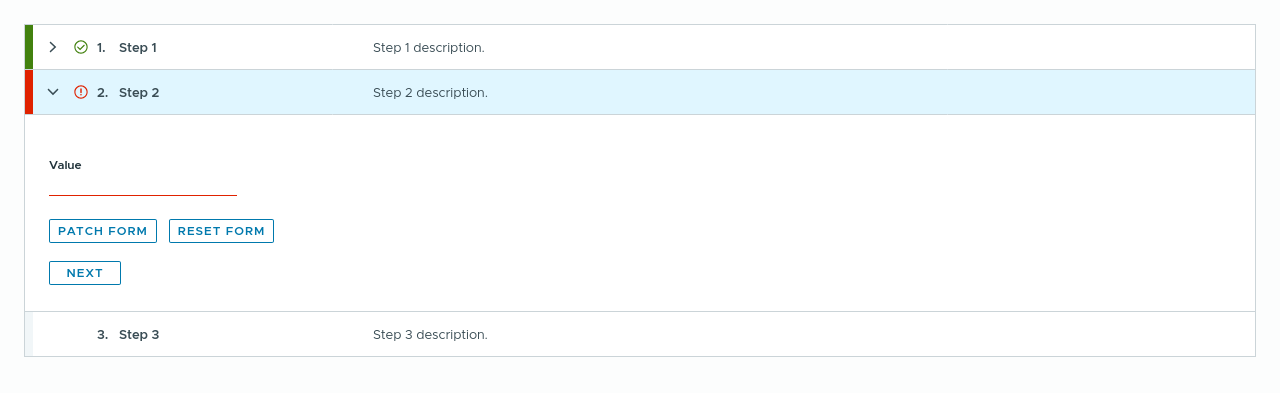 1. Step 1 Step 1 description.
2. Step 2 Step 2 description.
Value
PATCH FORM RESET FORM
NEXT
3. Step 3 Step 3 description.